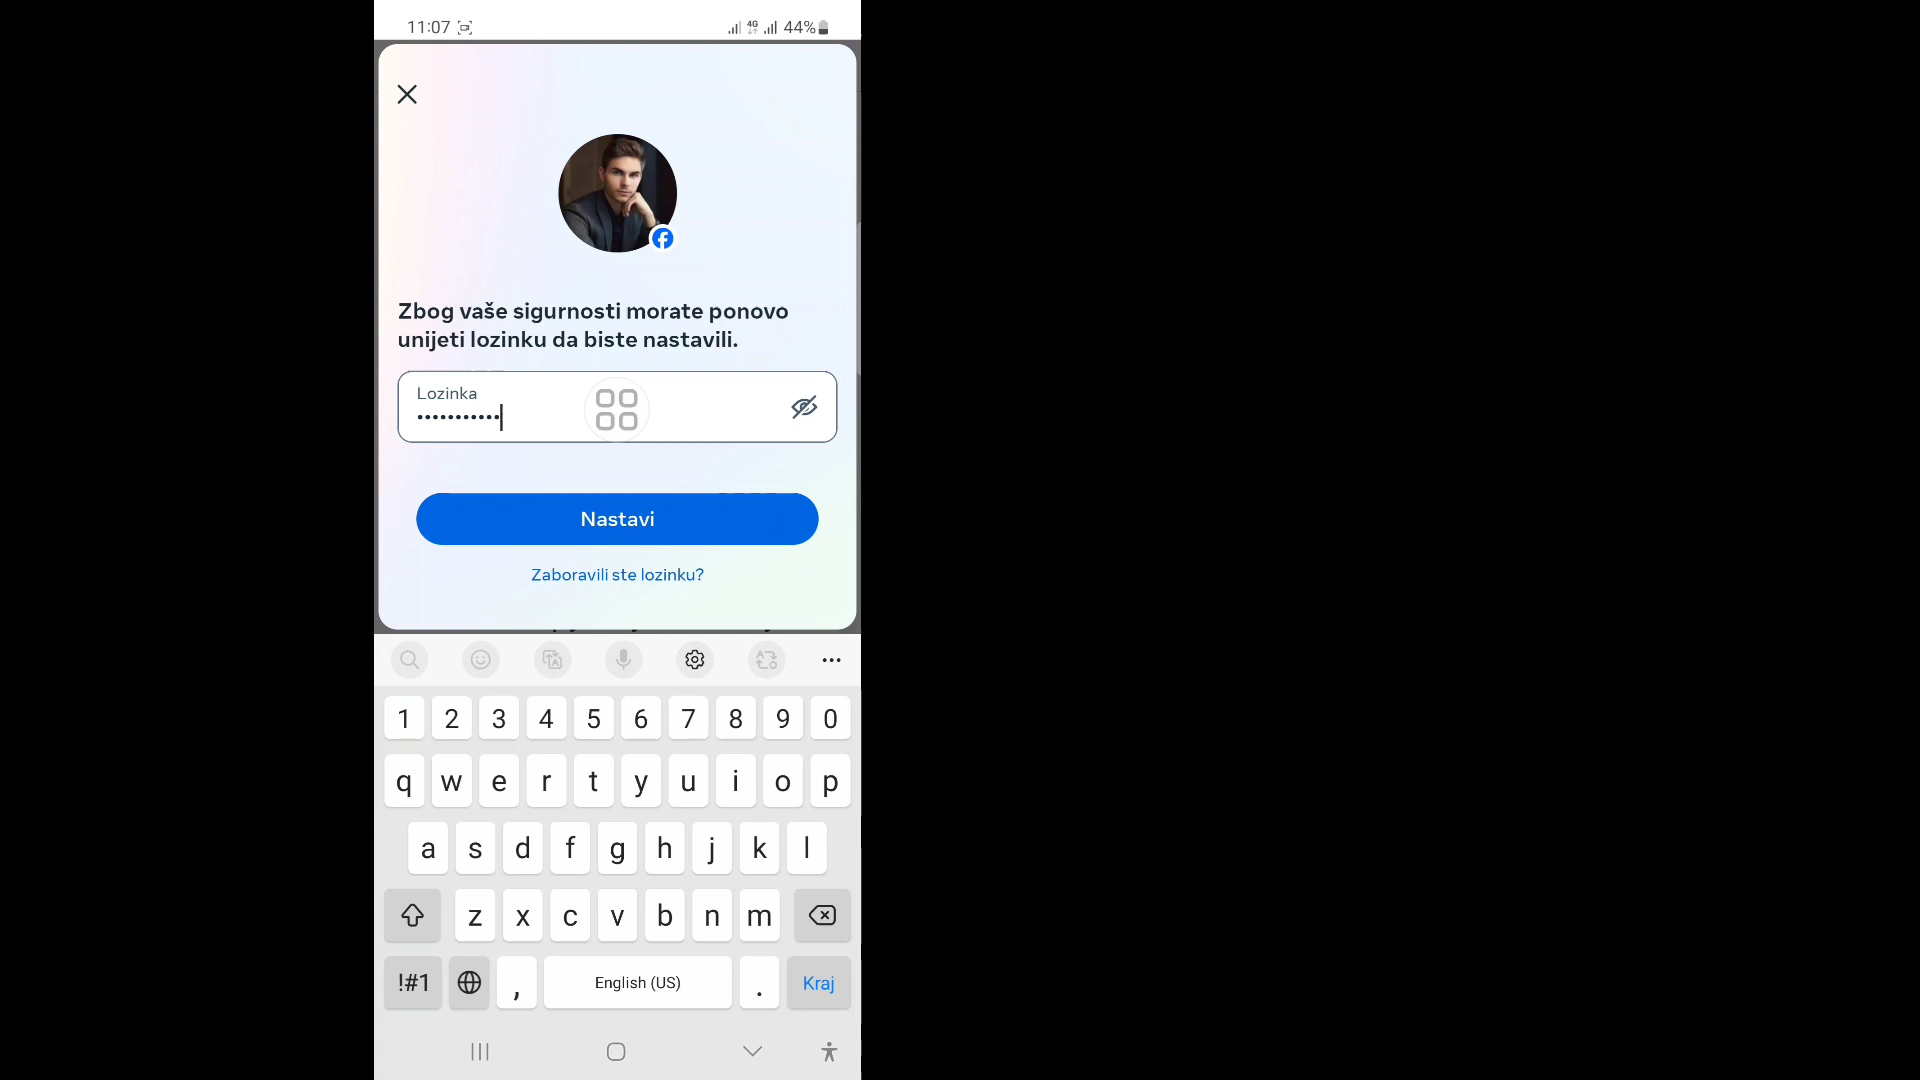 11:07
4G 44%
Zbog vaše sigurnosti morate ponovo
unijeti lozinku da biste nastavili.
Lozinka
•••••••••••
Nastavi
Zaboravili ste lozinku?
1 2 3 4 5 6 7 8 9 0
q w e r t y u i o p
a s d f g h j k l
z x c v b n m
!#1 , English (US) . Kraj